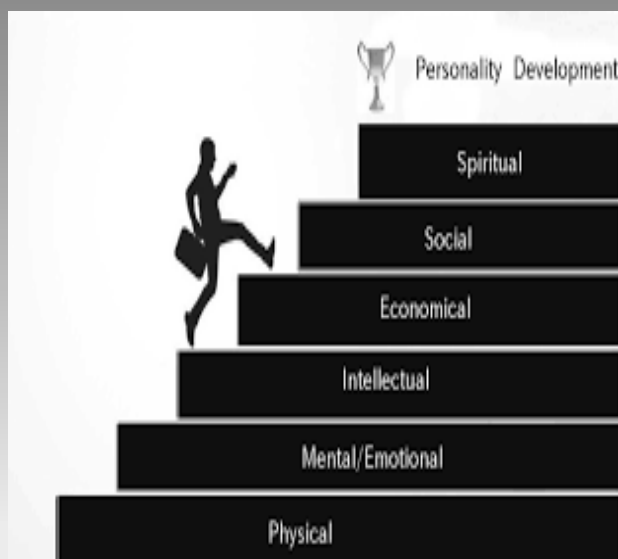 Personality Development
Spiritual
Social
Economical
Intellectual
Mental/Emotional
Physical